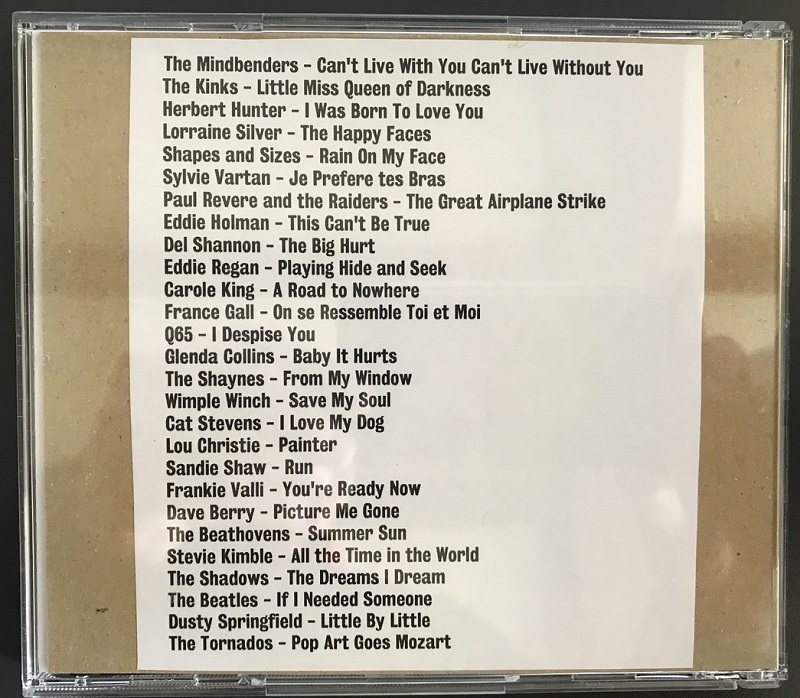 The Mindbenders – Can't Live With You Can't Live Without You
The Kinks – Little Miss Queen of Darkness
Herbert Hunter – I Was Born To Love You
Lorraine Silver – The Happy Faces
Shapes and Sizes – Rain On My Face
Sylvie Vartan – Je Prefere tes Bras
Paul Revere and the Raiders – The Great Airplane Strike
Eddie Holman – This Can't Be True
Del Shannon – The Big Hurt
Eddie Regan – Playing Hide and Seek
Carole King – A Road to Nowhere
France Gall – On se Ressemble Toi et Moi
Q65 – I Despise You
Glenda Collins – Baby It Hurts
The Shaynes – From My Window
Wimple Winch – Save My Soul
Cat Stevens – I Love My Dog
Lou Christie – Painter
Sandie Shaw – Run
Frankie Valli – You're Ready Now
Dave Berry – Picture Me Gone
The Beathovens – Summer Sun
Stevie Kimble – All the Time in the World
The Shadows – The Dreams I Dream
The Beatles – If I Needed Someone
Dusty Springfield – Little By Little
The Tornados – Pop Art Goes Mozart